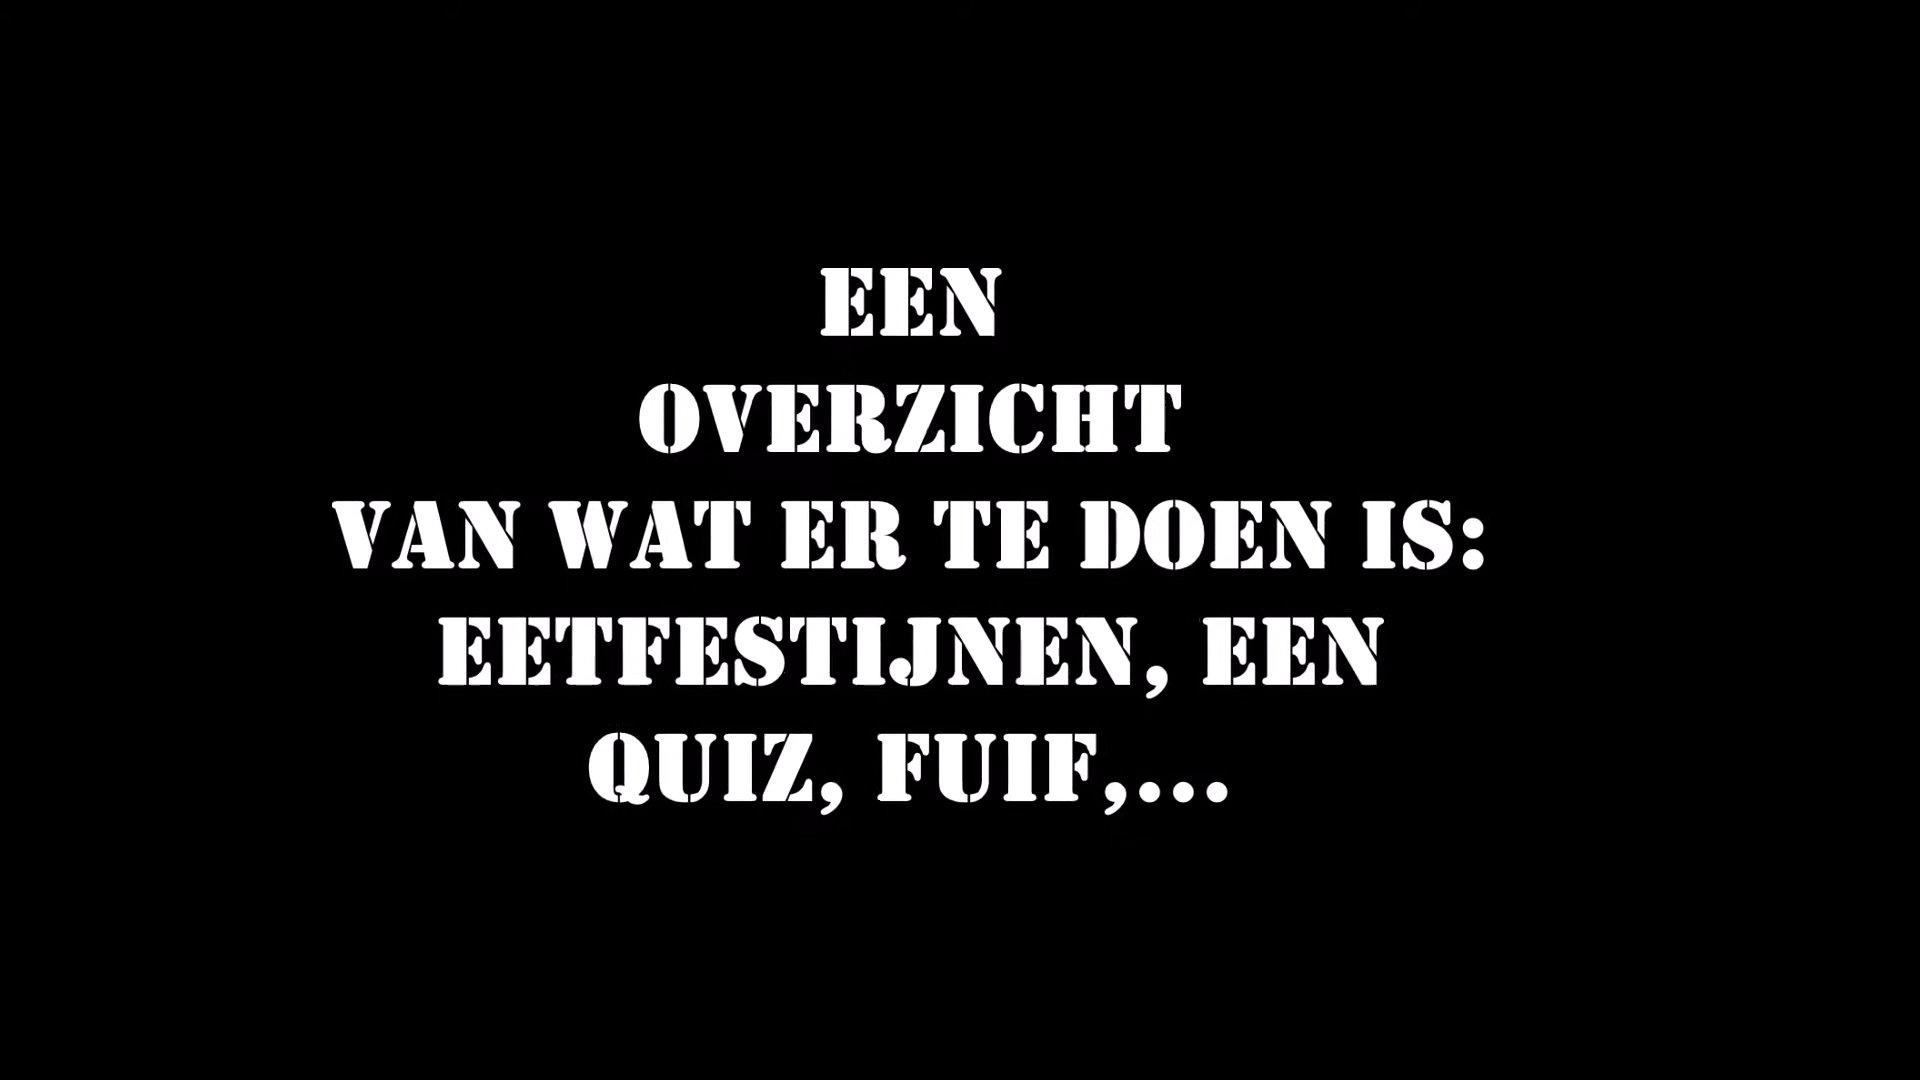 EEN
OVERZICHT
VAN WAT ER TE DOEN IS:
EETFESTIJNEN, EEN
QUIZ, FUIF,...